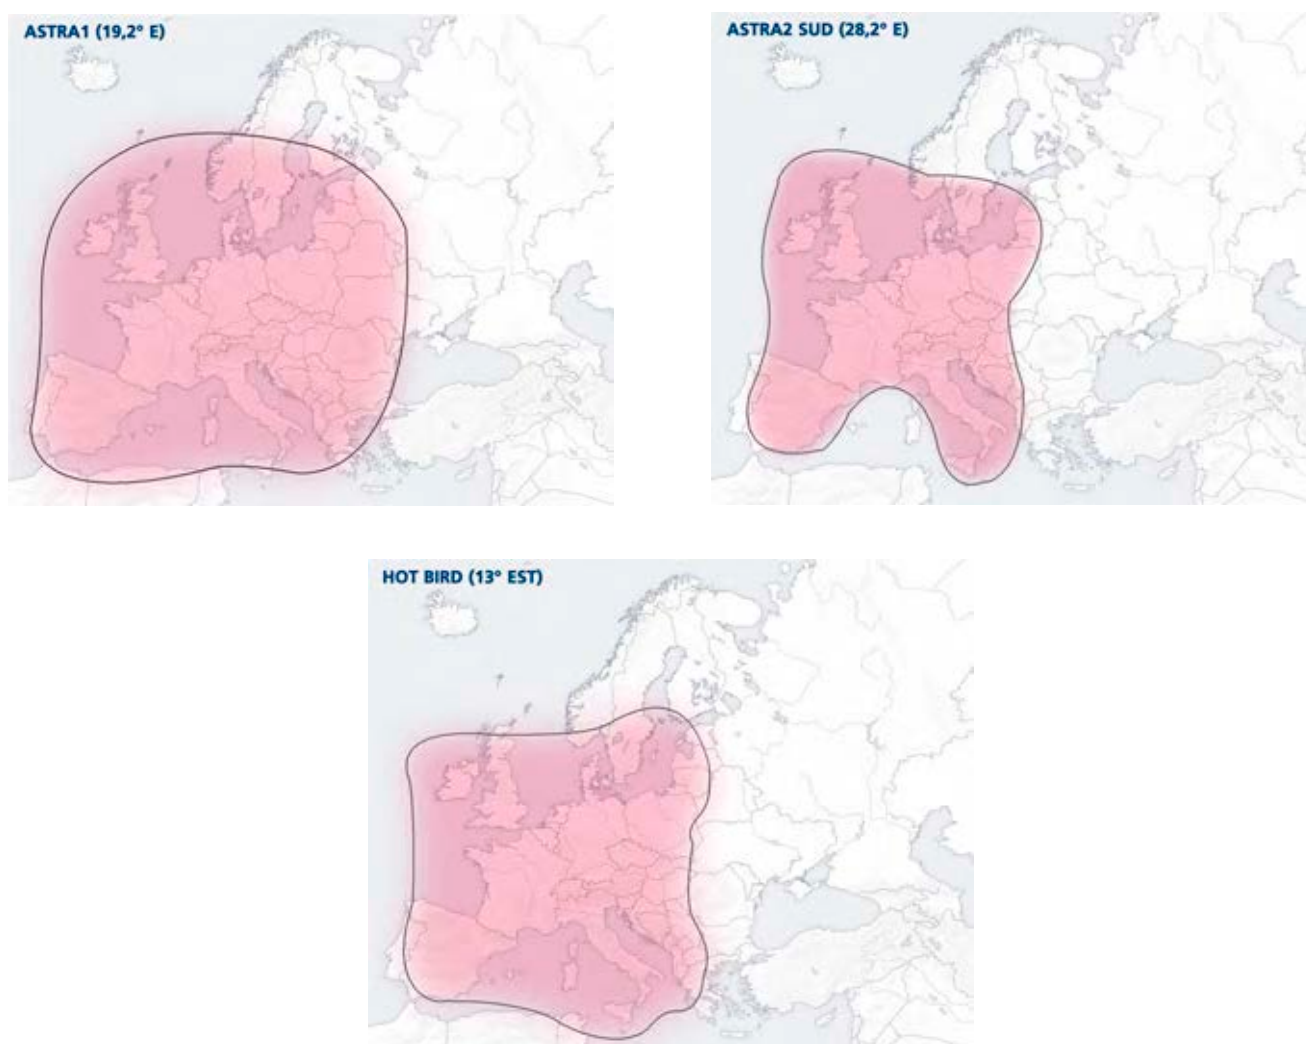 ASTRA1 (19,2° E)
ASTRA2 SUD (28,2° E)
HOT BIRD (13° EST)